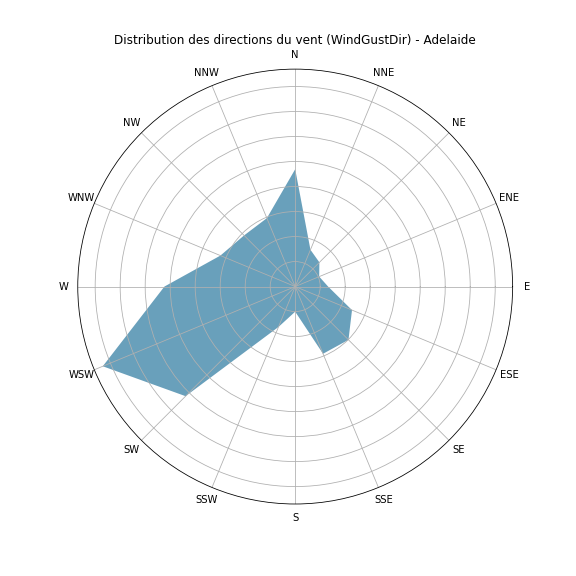 Distribution des directions du vent (WindGustDir) - Adelaide
N
NNW
NNE
NW
NE
WNW
ENE
W
E
WSW
ESE
SW
SE
SSW
SSE
S